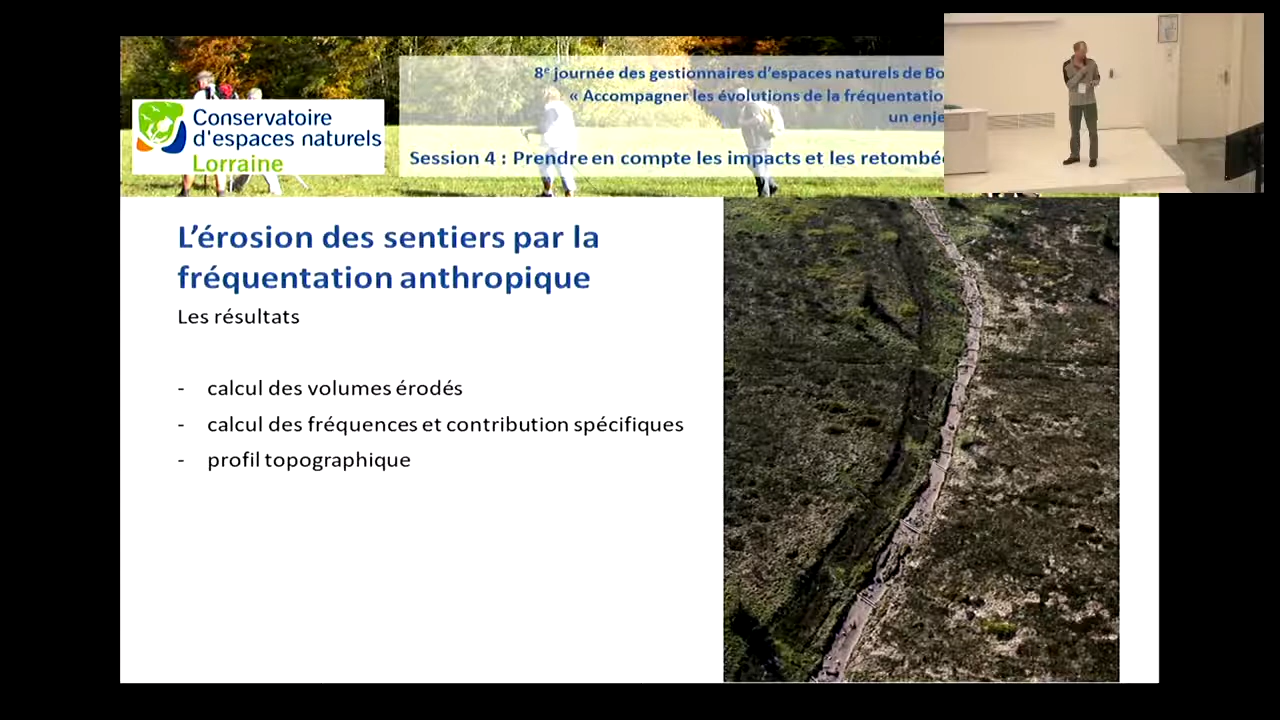 8e journée des gestionnaires d'espaces naturels de Bo
« Accompagner les évolutions de la fréquentatio
un enje
Conservatoire
d'espaces naturels
Lorraine
Session 4 : Prendre en compte les impacts et les retombé
L'érosion des sentiers par la
fréquentation anthropique
Les résultats
- calcul des volumes érodés
- calcul des fréquences et contribution spécifiques
- profil topographique